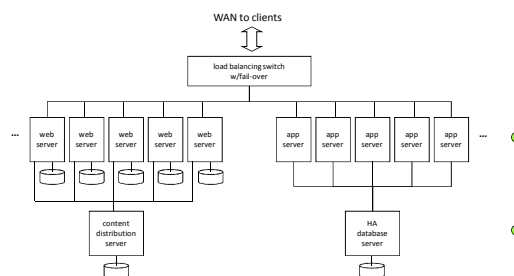 WAN to clients
load balancing switch
w/fail-over
... web server web server web server web server web server app server app server app server app server app server ...
content
distribution
server
HA
database
server